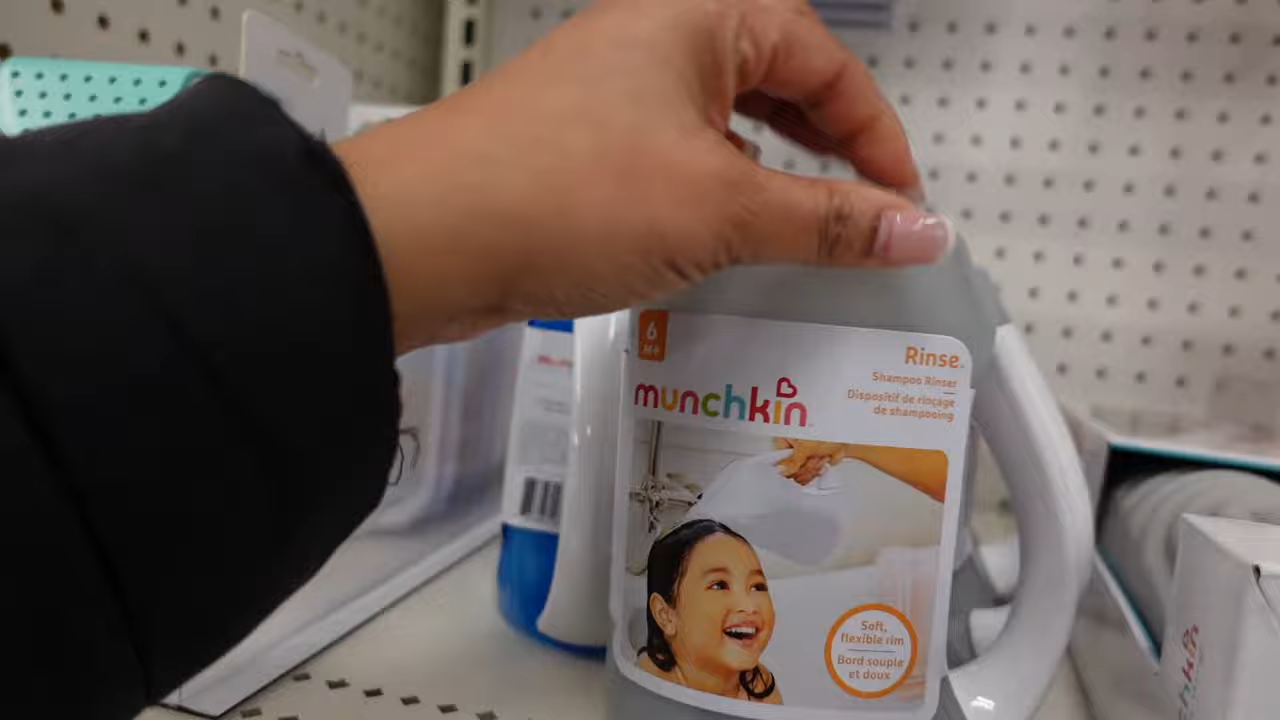 6
M+
Rinse
Shampoo Rinser
Dispositif de rinçage
de shampooing
munchkin
Soft,
flexible rim
Bord souple
et doux